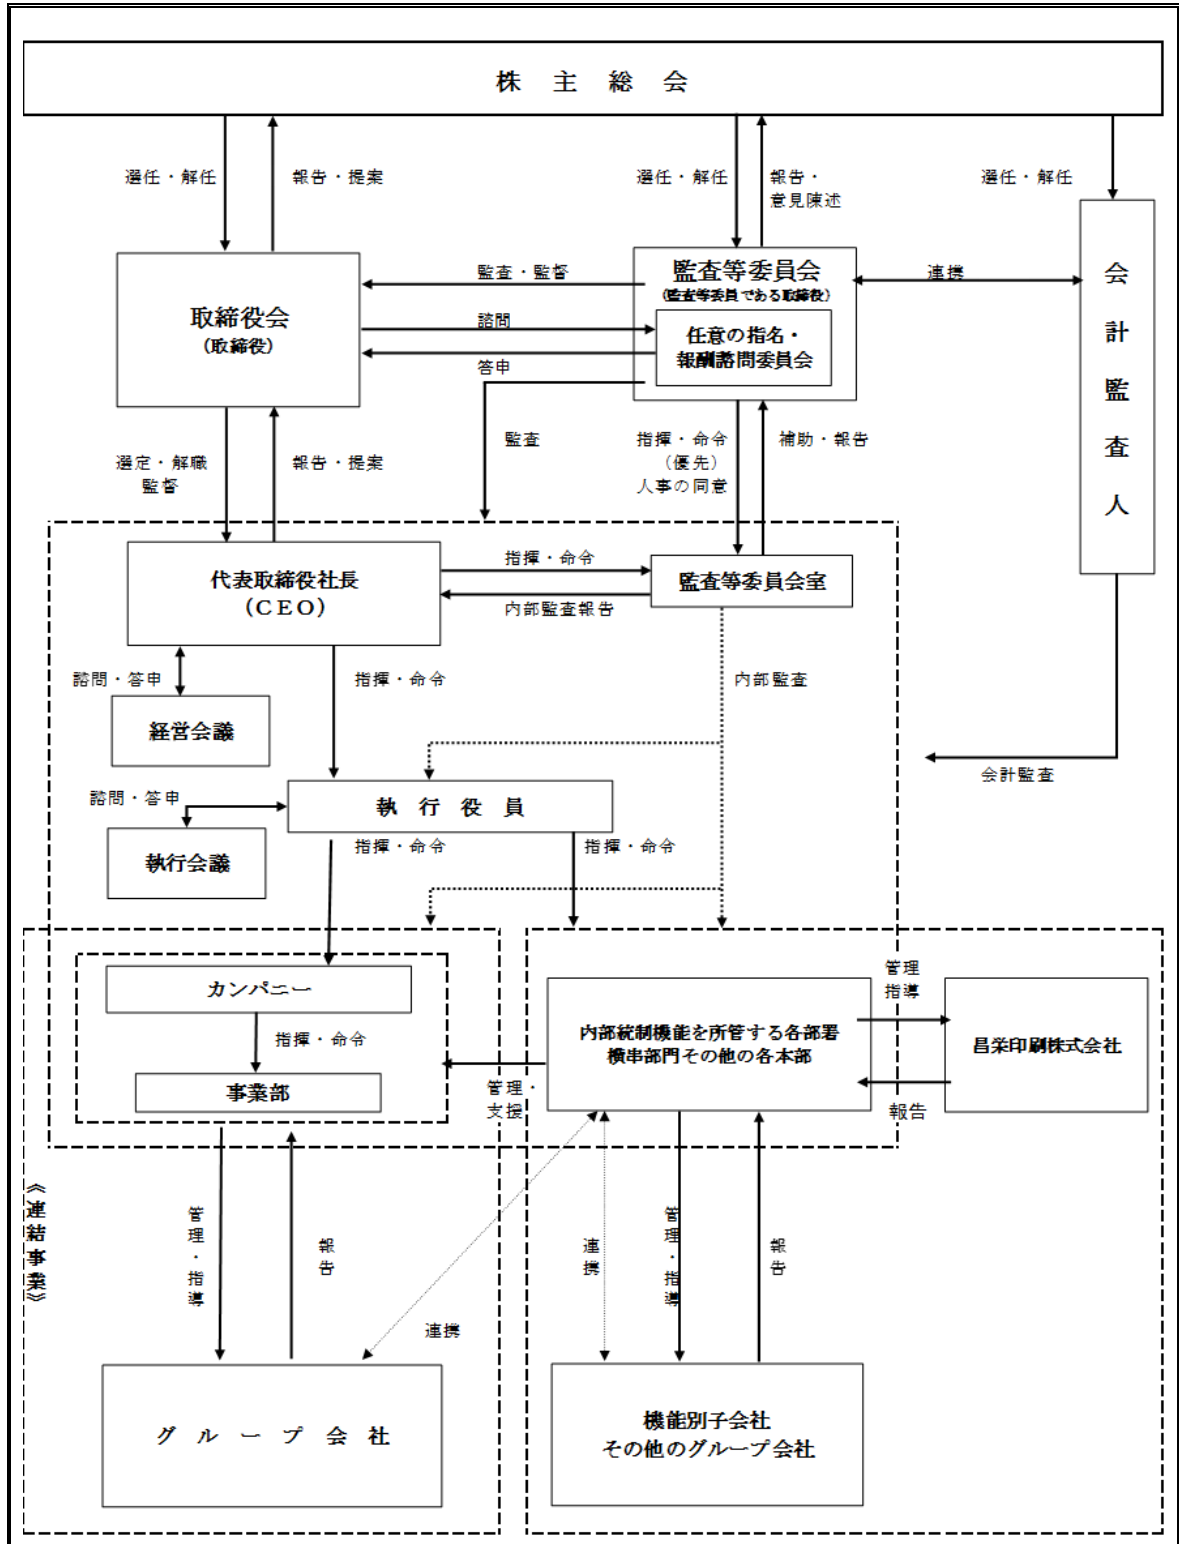 株主総会
選任・解任
報告・提案
選任・解任
報告・
意見陳述
選任・解任
取締役会
(取締役)
監査・監督
諮問
答申
監査
監査等委員会
(監査等委員である取締役)
任意の指名・
報酬諮問委員会
連携
会計監査人
選定・解職
監督
報告・提案
指揮・命令
(優先)
人事の同意
補助・報告
代表取締役社長
(CEO)
指揮・命令
内部監査報告
監査等委員会室
諮問・答申
指揮・命令
内部監査
経営会議
会計監査
諮問・答申
執行役員
執行会議
指揮・命令
指揮・命令
カンパニー
指揮・命令
事業部
管理・
支援
内部統制機能を所管する各部署
横串部門その他の各本部
管理
指導
報告
昌栄印刷株式会社
《連結事業》
管理・指導
報告
連携
連携
管理・指導
報告
グループ会社
機能別子会社
その他のグループ会社